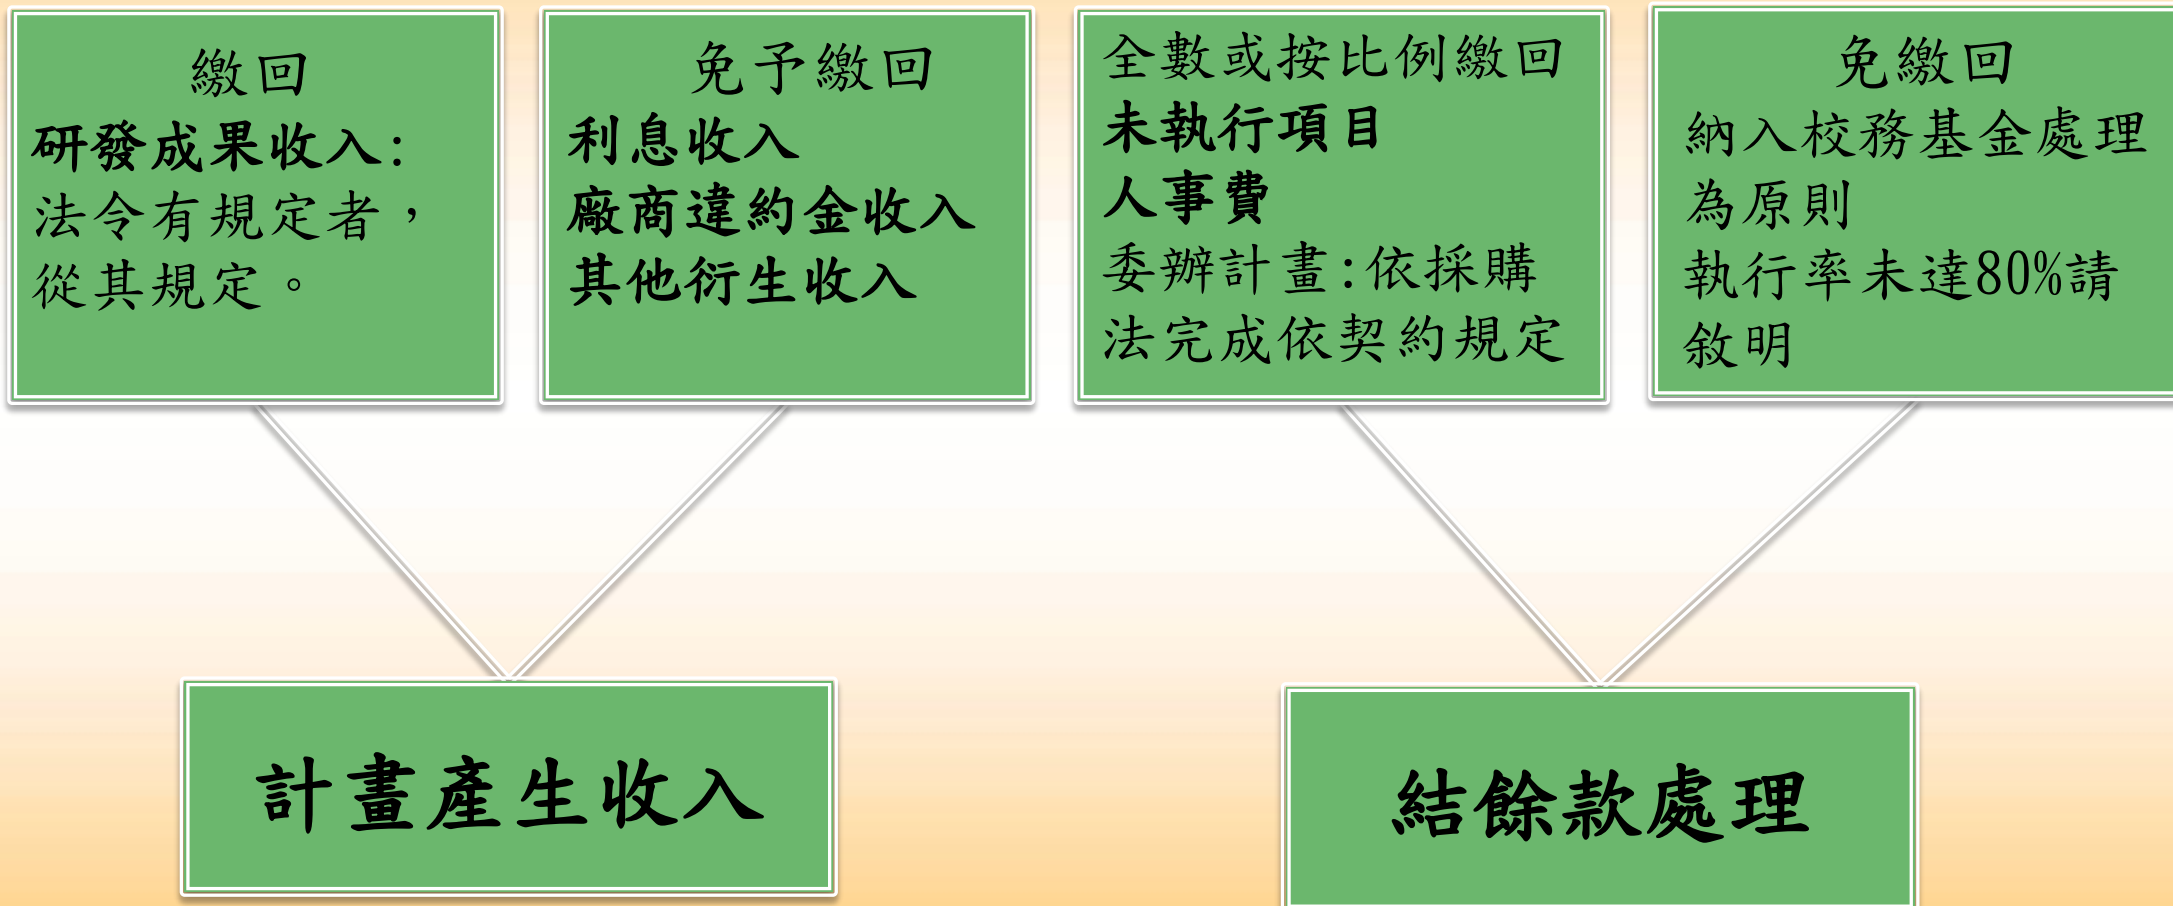 繳回
研發成果收入:
法令有規定者，
從其規定。
免予繳回
利息收入
廠商違約金收入
其他衍生收入
全數或按比例繳回
未執行項目
人事費
委辦計畫:依採購
法完成依契約規定
免繳回
納入校務基金處理
為原則
執行率未達80%請
敘明
計畫產生收入
結餘款處理